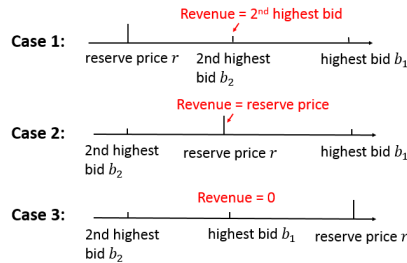 Revenue = 2nd highest bid
Case 1:
reserve price r
2nd highest
bid b₂
highest bid b₁
Revenue = reserve price
Case 2:
2nd highest
bid b₂
reserve price r
highest bid b₁
Revenue = 0
Case 3:
2nd highest
bid b₂
highest bid b₁
reserve price r